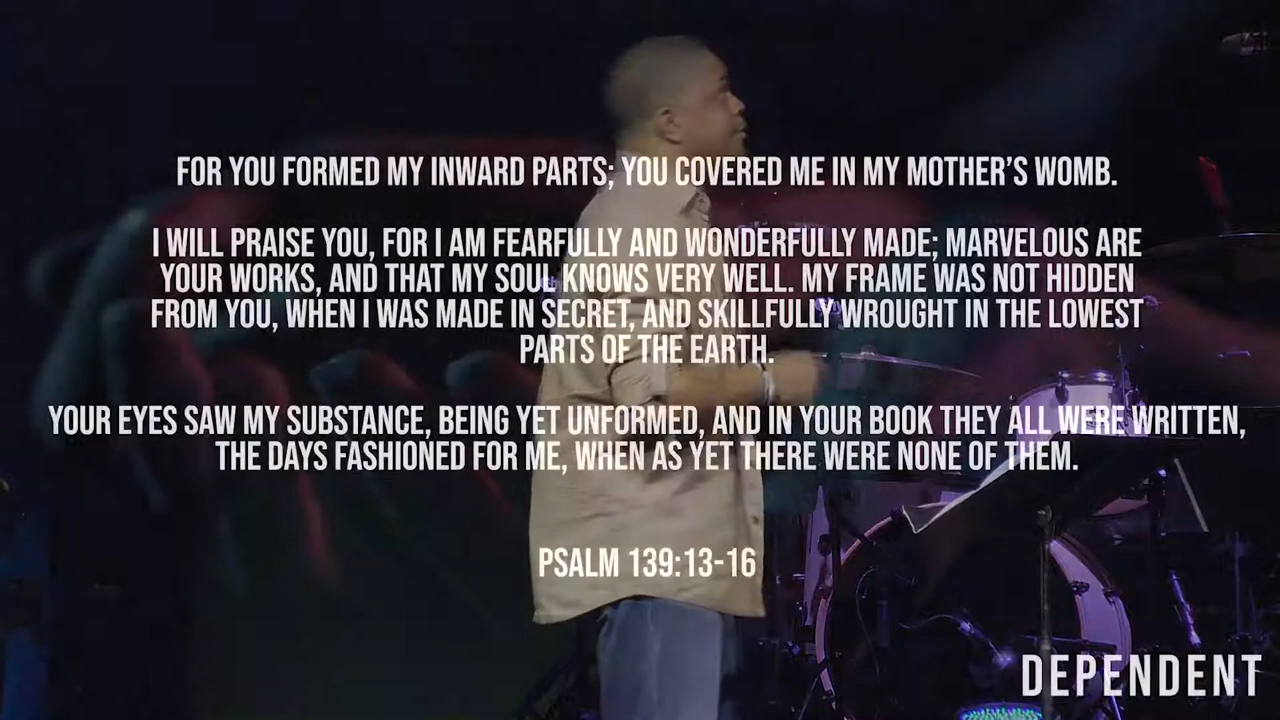 FOR YOU FORMED MY INWARD PARTS; YOU COVERED ME IN MY MOTHER'S WOMB.
I WILL PRAISE YOU, FOR I AM FEARFULLY AND WONDERFULLY MADE; MARVELOUS ARE
YOUR WORKS, AND THAT MY SOUL KNOWS VERY WELL. MY FRAME WAS NOT HIDDEN
FROM YOU, WHEN I WAS MADE IN SECRET, AND SKILLFULLY WROUGHT IN THE LOWEST
PARTS OF THE EARTH.
YOUR EYES SAW MY SUBSTANCE, BEING YET UNFORMED, AND IN YOUR BOOK THEY ALL WERE WRITTEN,
THE DAYS FASHIONED FOR ME, WHEN AS YET THERE WERE NONE OF THEM.
PSALM 139:13-16
DEPENDENT